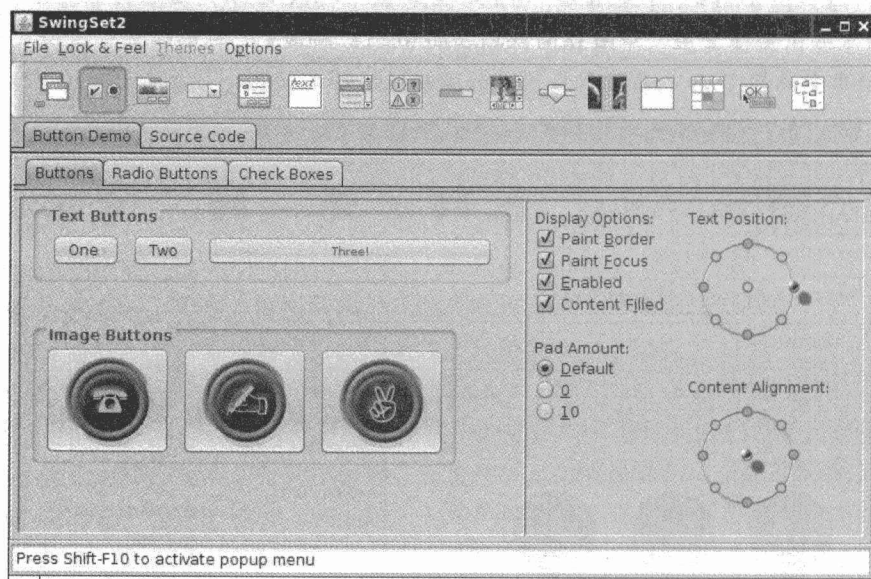 SwingSet2
File Look & Feel Themes Options
text
OK
Button Demo Source Code
Buttons Radio Buttons Check Boxes
Text Buttons
One Two Three!
Image Buttons
Display Options:
Paint Border
Paint Focus
Enabled
Content Filled
Pad Amount:
Default
0
10
Text Position:
Content Alignment:
Press Shift-F10 to activate popup menu